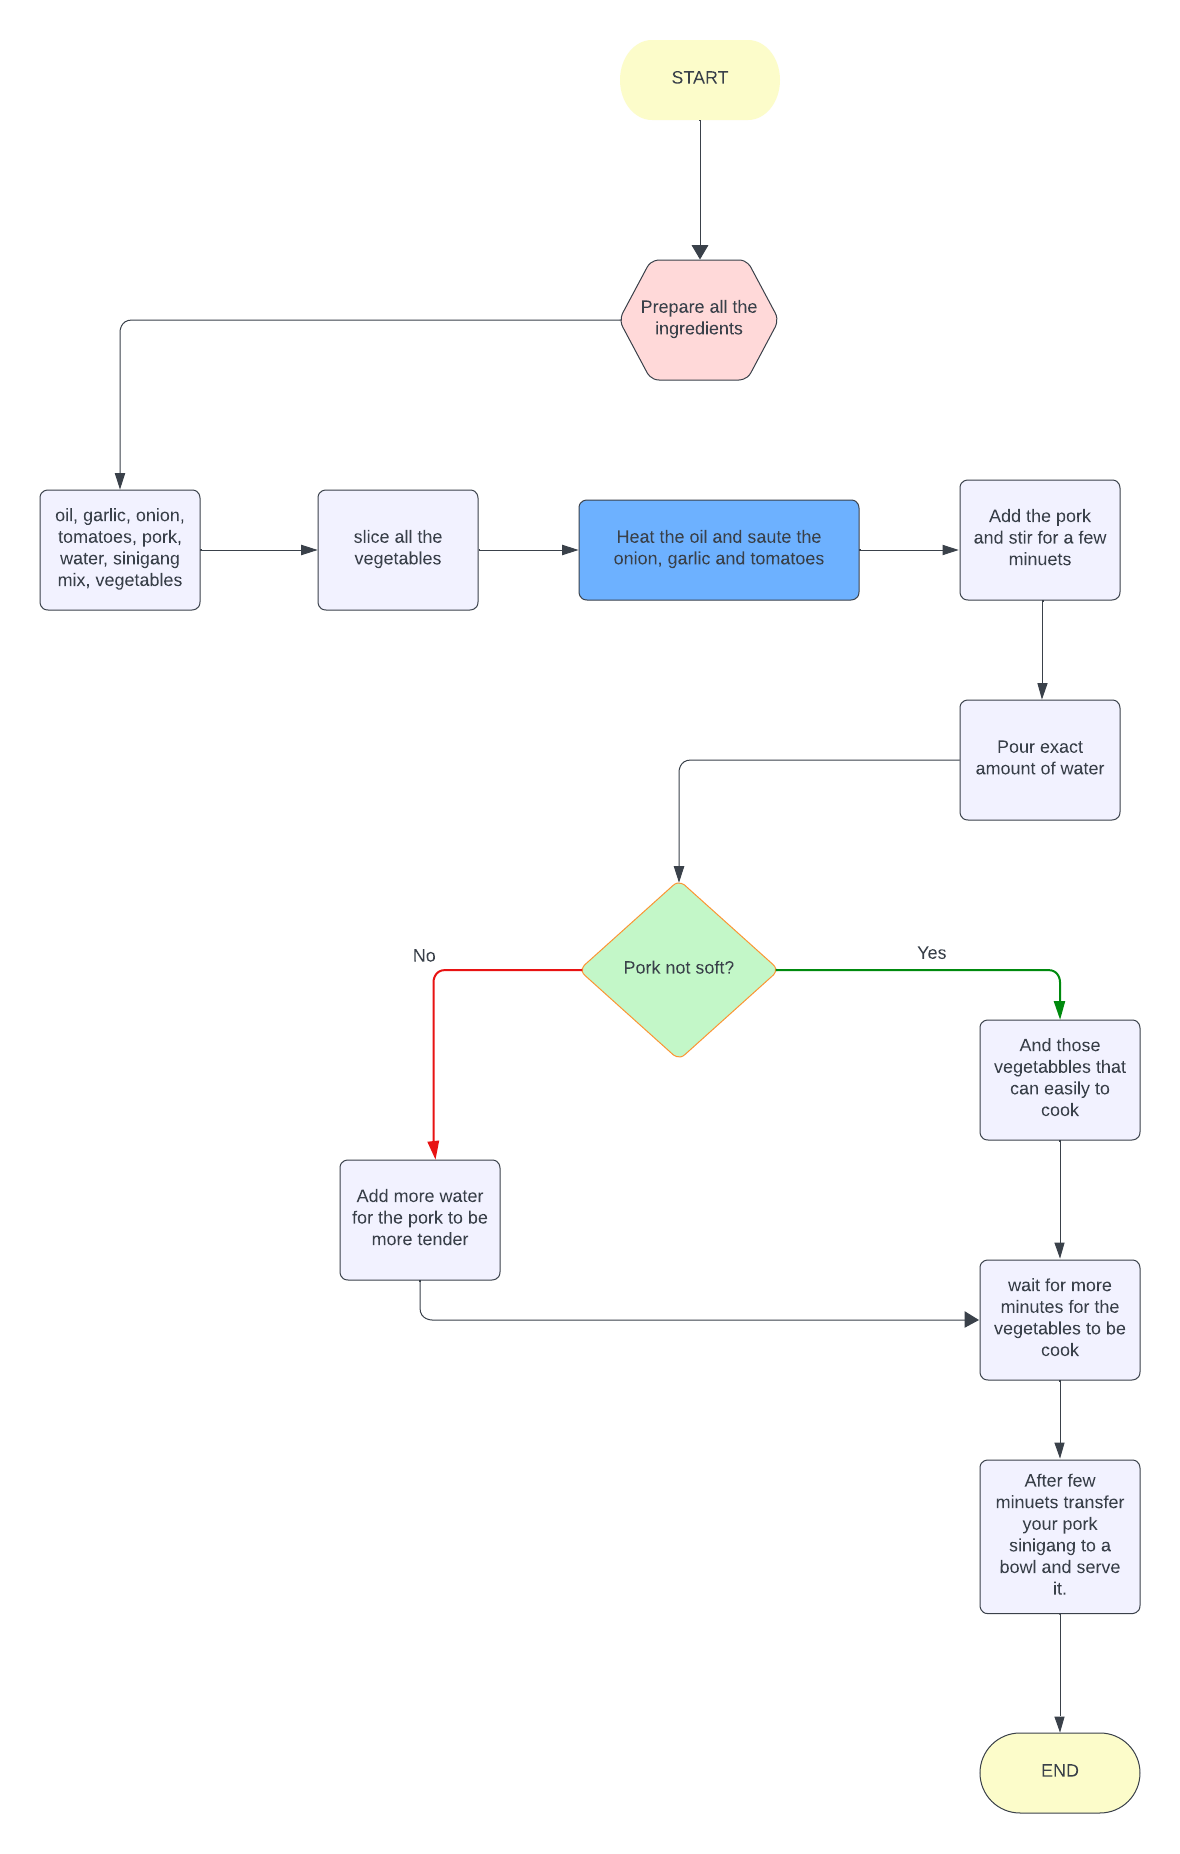 START
Prepare all the
ingredients
oil, garlic, onion,
tomatoes, pork,
water, sinigang
mix, vegetables
slice all the
vegetables
Heat the oil and saute the
onion, garlic and tomatoes
Add the pork
and stir for a few
minuets
Pour exact
amount of water
Pork not soft?
No
Yes
And those
vegetabbles that
can easily to
cook
Add more water
for the pork to be
more tender
wait for more
minutes for the
vegetables to be
cook
After few
minuets transfer
your pork
sinigang to a
bowl and serve
it.
END